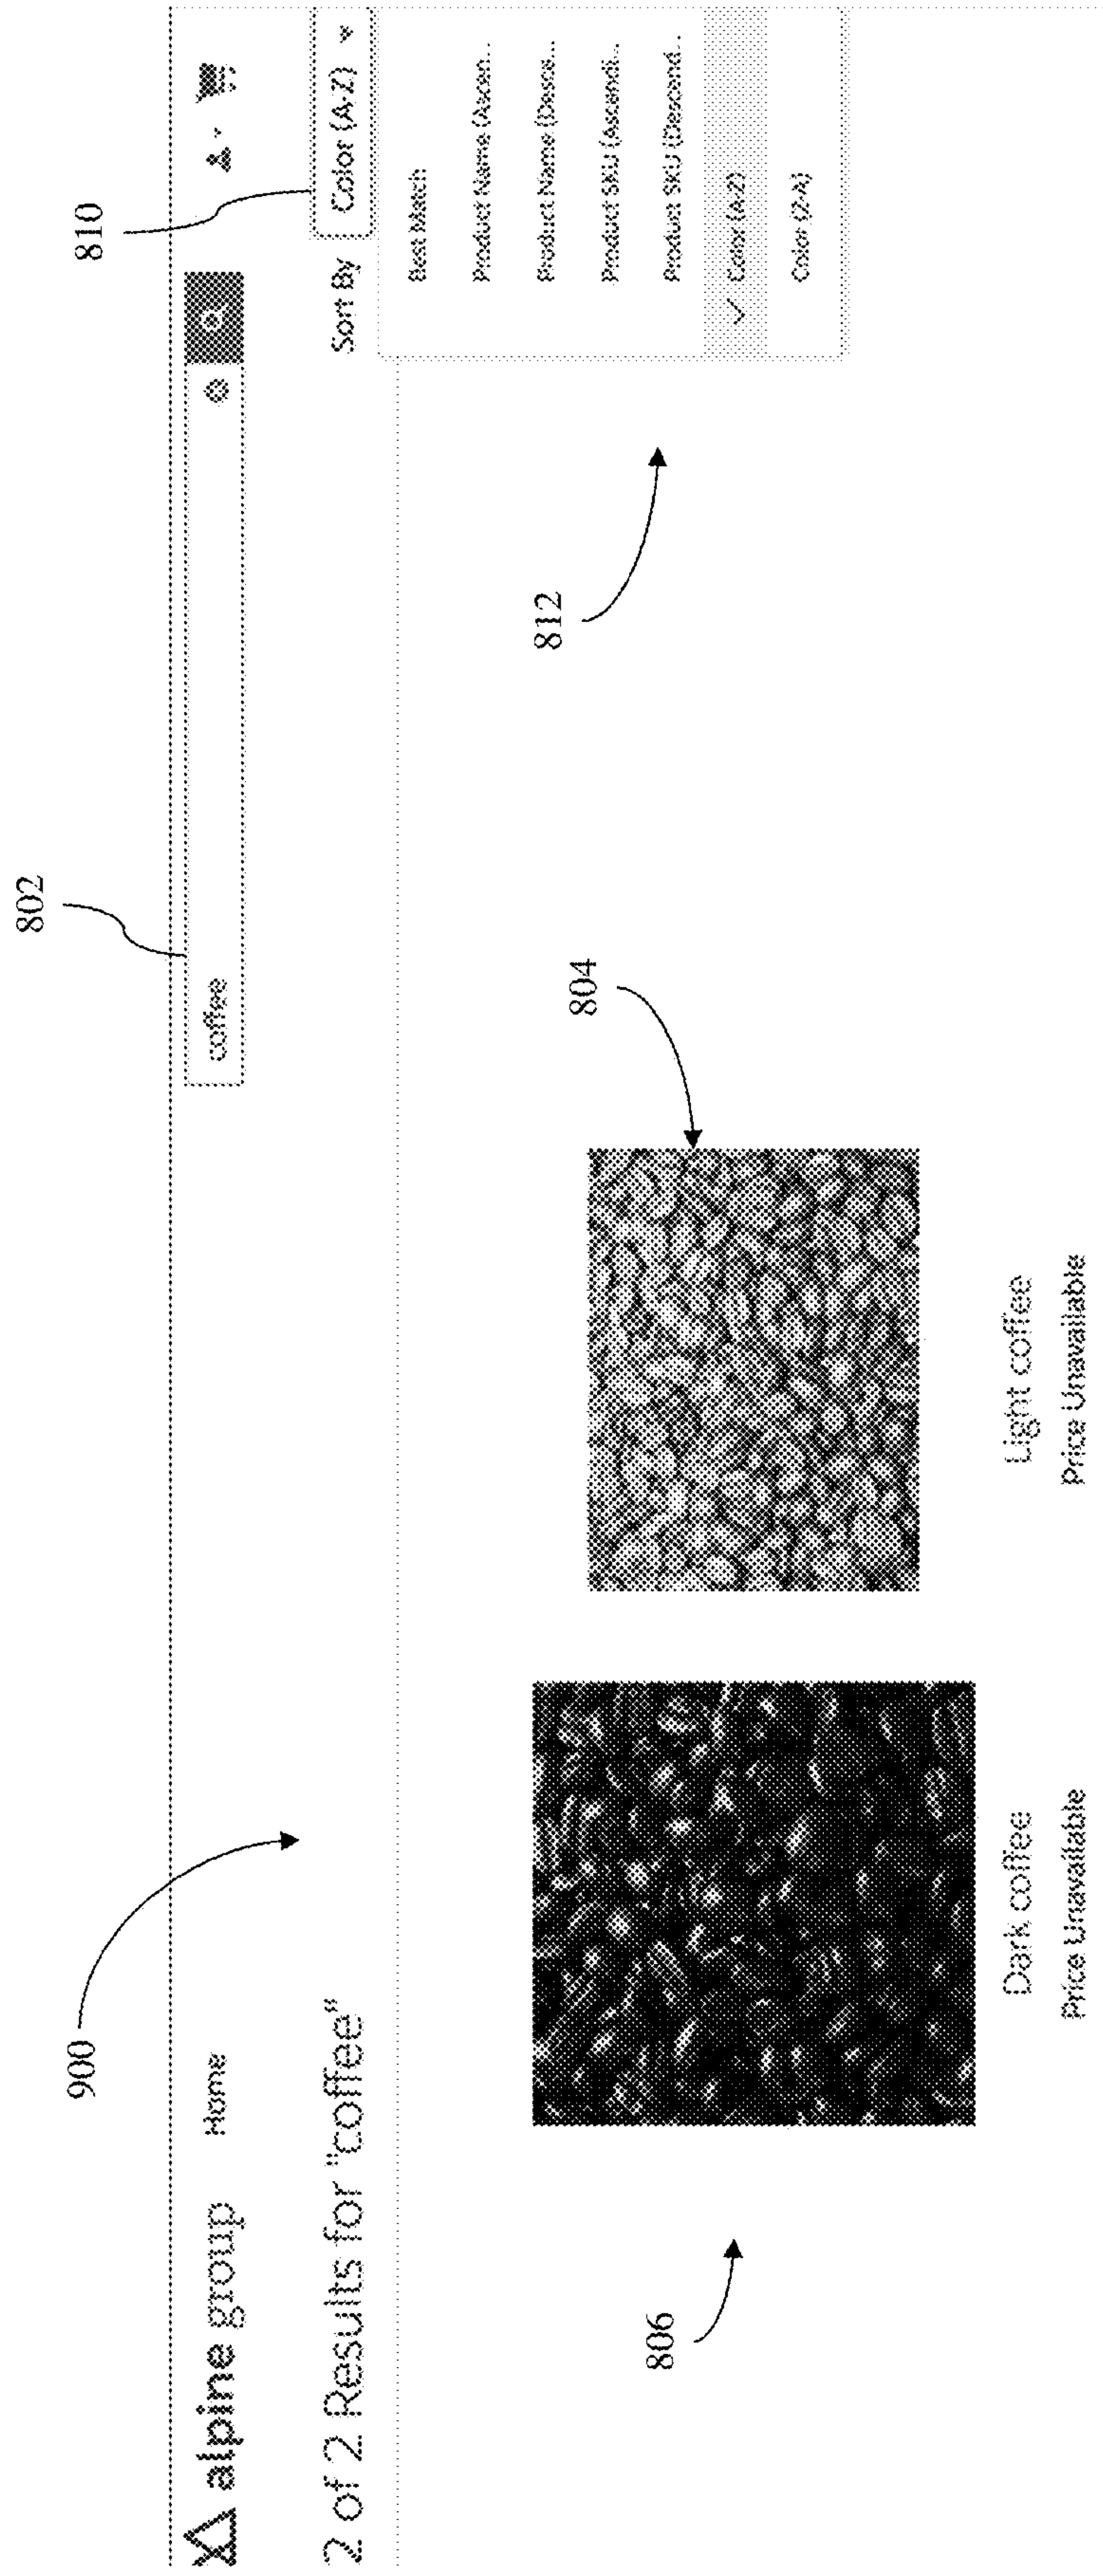 802
810
900
alpine group
Home
coffee
2 of 2 Results for "coffee"
Sort By
Color (A-Z)
Best Match
Product Name (Ascen...
Product Name (Desce...
Product SKU (Ascendi...
Product SKU (Descend...
Color (A-Z)
Color (Z-A)
812
804
806
Dark coffee
Price Unavailable
Light coffee
Price Unavailable